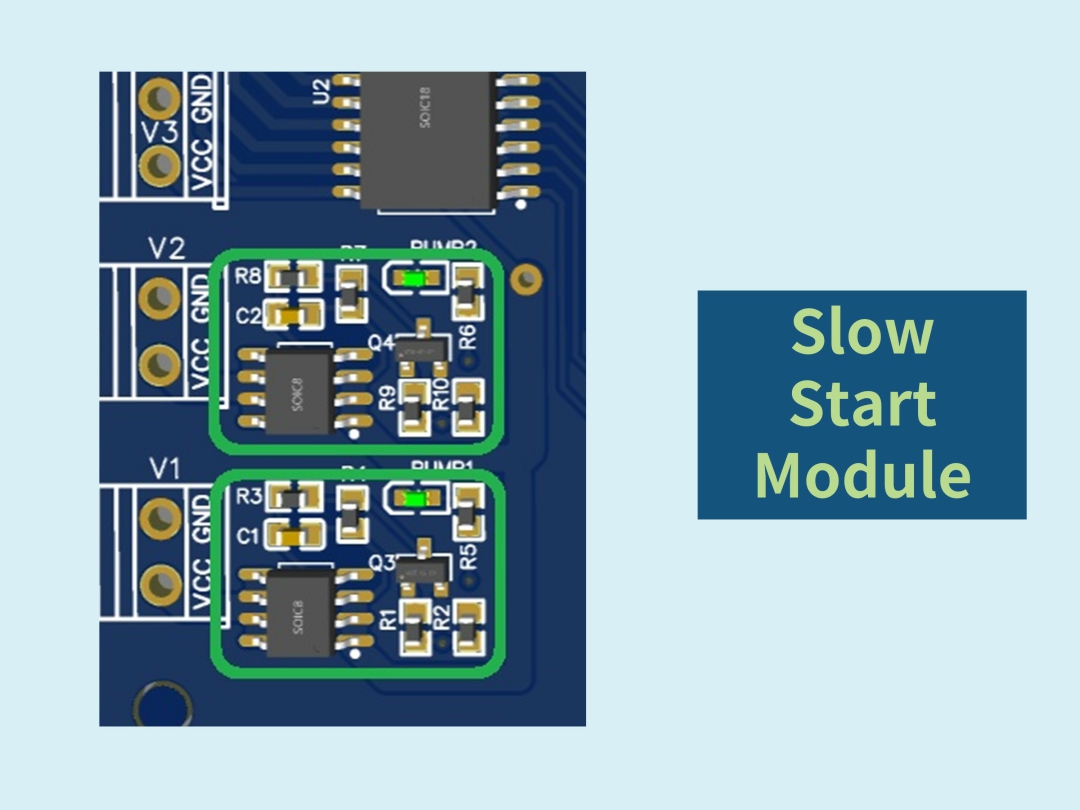 U2
SOIC18
GND
V3
VCC
V2
PUMP2
R7
R8
GND
C2
R6
Q4
VCC
SOIC8
R9
R10
V1
PUMP1
R3
GND
C1
R5
Q3
VCC
SOIC8
R1
R2
Slow
Start
Module